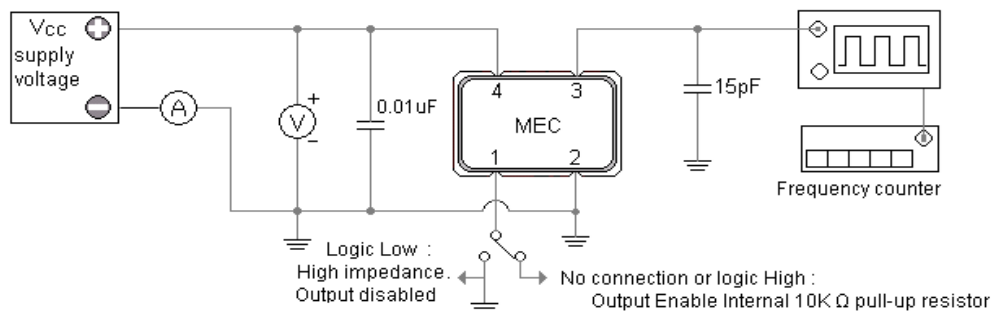 Vcc
supply
voltage
A
V
+
−
0.01uF
4
3
MEC
1
2
15pF
Frequency counter
Logic Low :
High impedance.
Output disabled
No connection or logic High :
Output Enable Internal 10K Ω pull-up resistor